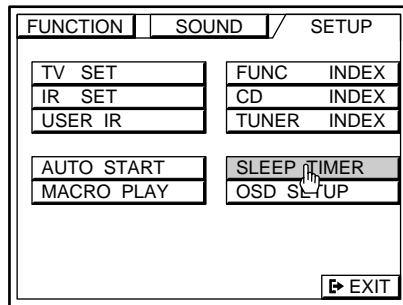 FUNCTION SOUND SETUP
TV SET FUNC INDEX
IR SET CD INDEX
USER IR TUNER INDEX
AUTO START SLEEP TIMER
MACRO PLAY OSD SETUP
EXIT